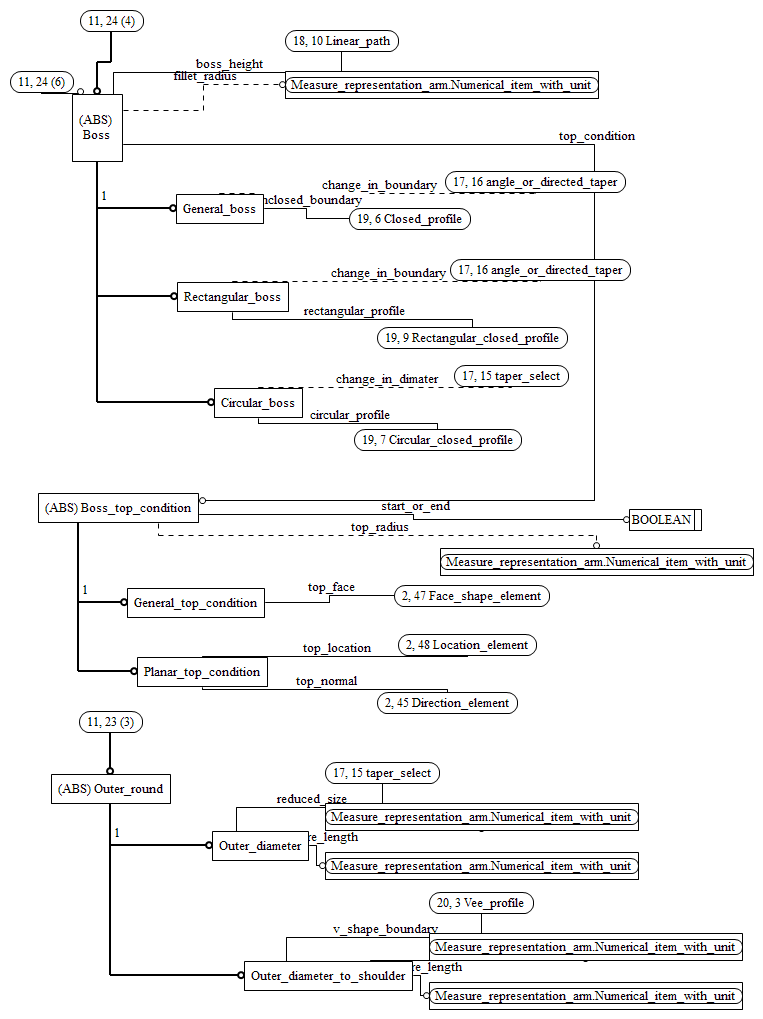 11, 24 (4)
18, 10 Linear_path
boss_height
fillet_radius
11, 24 (6)
Measure_representation_arm.Numerical_item_with_unit
(ABS)
Boss
top_condition
change_in_boundary
17, 16 angle_or_directed_taper
1
nclosed_boundary
General_boss
19, 6 Closed_profile
change_in_boundary
17, 16 angle_or_directed_taper
Rectangular_boss
rectangular_profile
19, 9 Rectangular_closed_profile
change_in_dimater
17, 15 taper_select
Circular_boss
circular_profile
19, 7 Circular_closed_profile
(ABS) Boss_top_condition
start_or_end
BOOLEAN
top_radius
Measure_representation_arm.Numerical_item_with_unit
1
top_face
General_top_condition
2, 47 Face_shape_element
top_location
2, 48 Location_element
Planar_top_condition
top_normal
2, 45 Direction_element
11, 23 (3)
17, 15 taper_select
(ABS) Outer_round
reduced_size
Measure_representation_arm.Numerical_item_with_unit
1
re_length
Outer_diameter
Measure_representation_arm.Numerical_item_with_unit
20, 3 Vee_profile
v_shape_boundary
Measure_representation_arm.Numerical_item_with_unit
re_length
Outer_diameter_to_shoulder
Measure_representation_arm.Numerical_item_with_unit